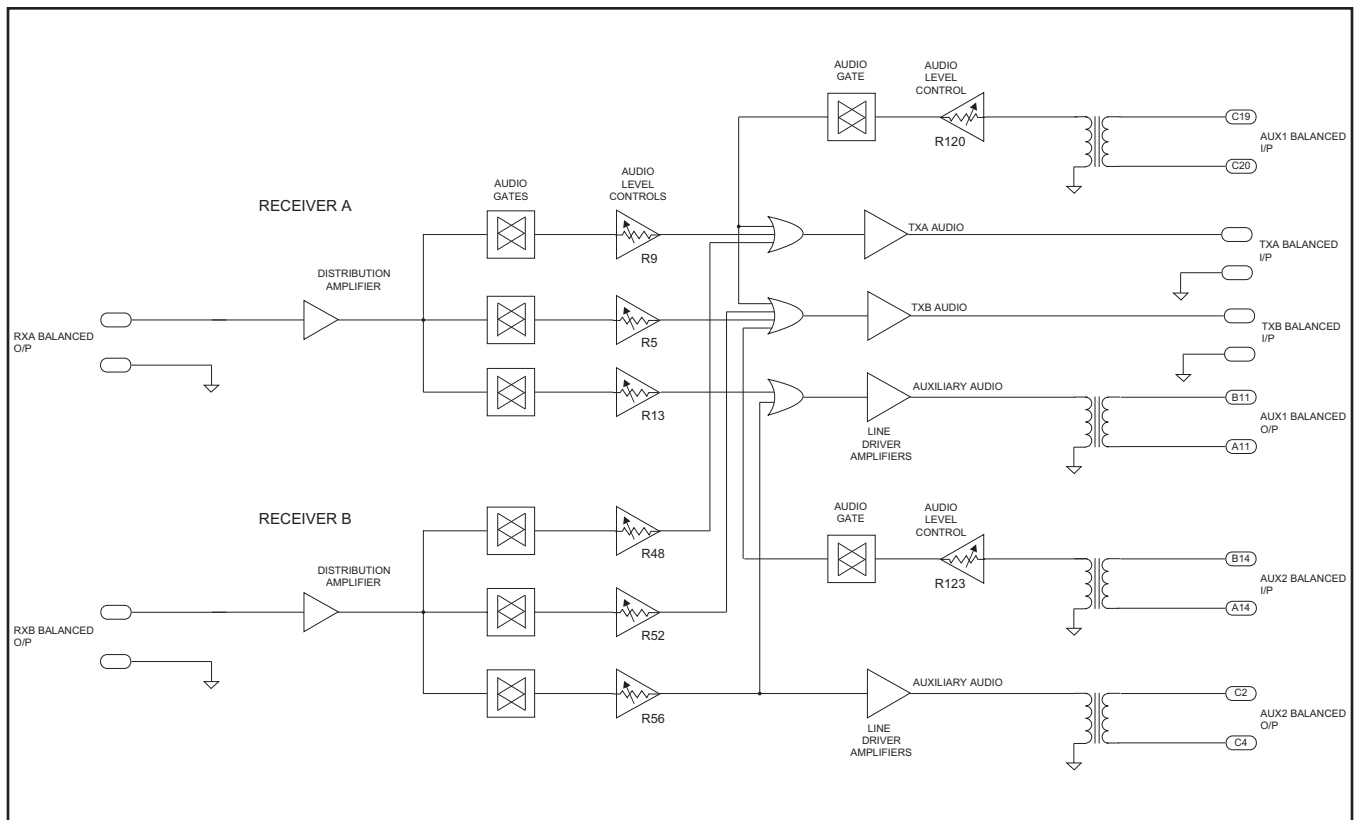 AUDIO
GATE
AUDIO
LEVEL
CONTROL
R120
C19
AUX1 BALANCED
I/P
C20
RECEIVER A
AUDIO
GATES
AUDIO
LEVEL
CONTROLS
R9
TXA AUDIO
TXA BALANCED
I/P
DISTRIBUTION
AMPLIFIER
RXA BALANCED
O/P
R5
TXB AUDIO
TXB BALANCED
I/P
R13
AUXILIARY AUDIO
LINE
DRIVER
AMPLIFIERS
B11
AUX1 BALANCED
O/P
A11
RECEIVER B
R48
AUDIO
GATE
AUDIO
LEVEL
CONTROL
R123
B14
AUX2 BALANCED
I/P
A14
DISTRIBUTION
AMPLIFIER
RXB BALANCED
O/P
R52
R56
AUXILIARY AUDIO
LINE
DRIVER
AMPLIFIERS
C2
AUX2 BALANCED
O/P
C4